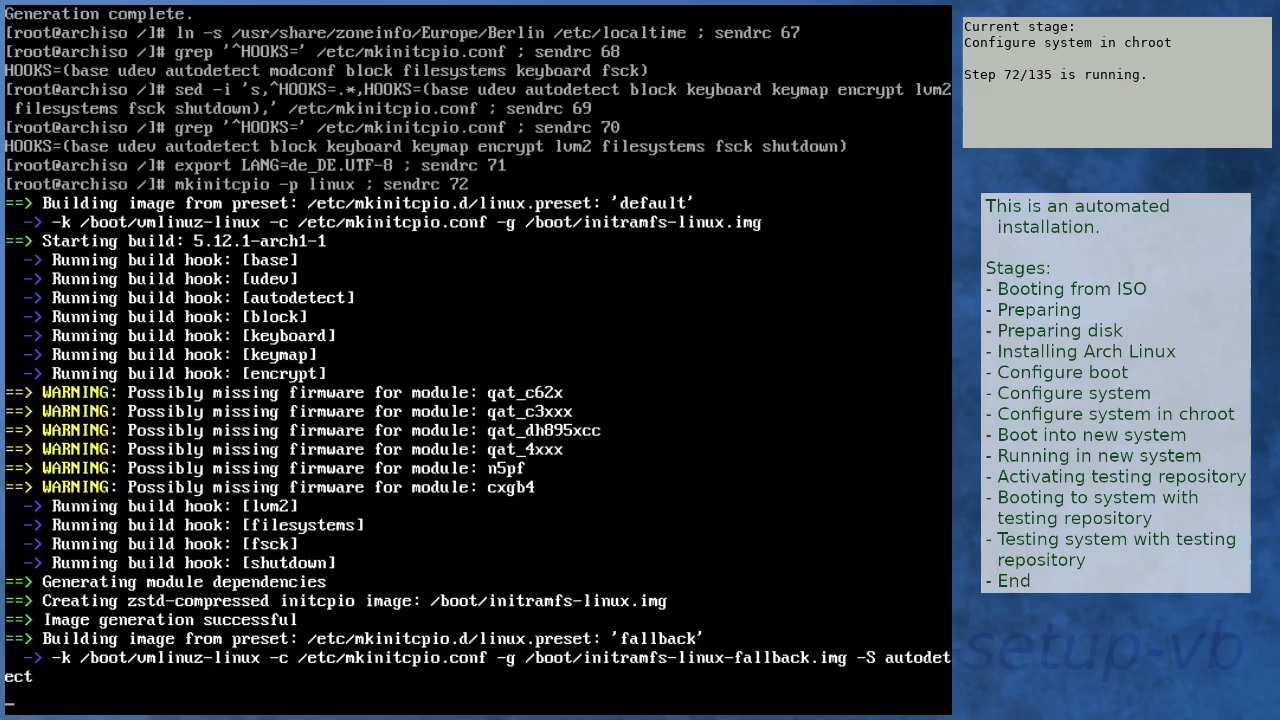 Generation complete.
[root@archiso /]# ln -s /usr/share/zoneinfo/Europe/Berlin /etc/localtime ; sendrc 67
[root@archiso /]# grep '^HOOKS=' /etc/mkinitcpio.conf ; sendrc 68
HOOKS=(base udev autodetect modconf block filesystems keyboard fsck)
[root@archiso /]# sed -i 's,^HOOKS=.*,HOOKS=(base udev autodetect block keyboard keymap encrypt lvm2
 filesystems fsck shutdown),' /etc/mkinitcpio.conf ; sendrc 69
[root@archiso /]# grep '^HOOKS=' /etc/mkinitcpio.conf ; sendrc 70
HOOKS=(base udev autodetect block keyboard keymap encrypt lvm2 filesystems fsck shutdown)
[root@archiso /]# export LANG=de_DE.UTF-8 ; sendrc 71
[root@archiso /]# mkinitcpio -p linux ; sendrc 72
==> Building image from preset: /etc/mkinitcpio.d/linux.preset: 'default'
  -> -k /boot/vmlinuz-linux -c /etc/mkinitcpio.conf -g /boot/initramfs-linux.img
==> Starting build: 5.12.1-arch1-1
  -> Running build hook: [base]
  -> Running build hook: [udev]
  -> Running build hook: [autodetect]
  -> Running build hook: [block]
  -> Running build hook: [keyboard]
  -> Running build hook: [keymap]
  -> Running build hook: [encrypt]
==> WARNING: Possibly missing firmware for module: qat_c62x
==> WARNING: Possibly missing firmware for module: qat_c3xxx
==> WARNING: Possibly missing firmware for module: qat_dh895xcc
==> WARNING: Possibly missing firmware for module: qat_4xxx
==> WARNING: Possibly missing firmware for module: n5pf
==> WARNING: Possibly missing firmware for module: cxgb4
  -> Running build hook: [lvm2]
  -> Running build hook: [filesystems]
  -> Running build hook: [fsck]
  -> Running build hook: [shutdown]
==> Generating module dependencies
==> Creating zstd-compressed initcpio image: /boot/initramfs-linux.img
==> Image generation successful
==> Building image from preset: /etc/mkinitcpio.d/linux.preset: 'fallback'
  -> -k /boot/vmlinuz-linux -c /etc/mkinitcpio.conf -g /boot/initramfs-linux-fallback.img -S autodet
ect
_
Current stage:
Configure system in chroot
Step 72/135 is running.
This is an automated
installation.
Stages:
- Booting from ISO
- Preparing
- Preparing disk
- Installing Arch Linux
- Configure boot
- Configure system
- Configure system in chroot
- Boot into new system
- Running in new system
- Activating testing repository
- Booting to system with
testing repository
- Testing system with testing
repository
- End
setup-vb